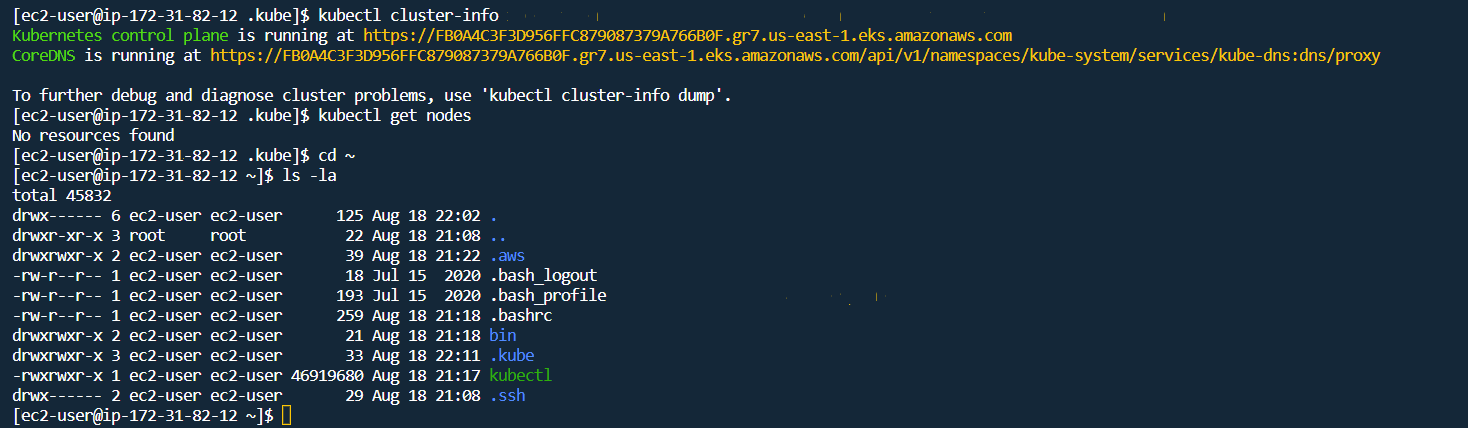 [ec2-user@ip-172-31-82-12 .kube]$ kubectl cluster-info
Kubernetes control plane is running at https://FB0A4C3F3D956FFC879087379A766B0F.gr7.us-east-1.eks.amazonaws.com
CoreDNS is running at https://FB0A4C3F3D956FFC879087379A766B0F.gr7.us-east-1.eks.amazonaws.com/api/v1/namespaces/kube-system/services/kube-dns:dns/proxy

To further debug and diagnose cluster problems, use 'kubectl cluster-info dump'.
[ec2-user@ip-172-31-82-12 .kube]$ kubectl get nodes
No resources found
[ec2-user@ip-172-31-82-12 .kube]$ cd ~
[ec2-user@ip-172-31-82-12 ~]$ ls -la
total 45832
drwx------ 6 ec2-user ec2-user      125 Aug 18 22:02 .
drwxr-xr-x 3 root     root           22 Aug 18 21:08 ..
drwxrwxr-x 2 ec2-user ec2-user       39 Aug 18 21:22 .aws
-rw-r--r-- 1 ec2-user ec2-user       18 Jul 15  2020 .bash_logout
-rw-r--r-- 1 ec2-user ec2-user      193 Jul 15  2020 .bash_profile
-rw-r--r-- 1 ec2-user ec2-user      259 Aug 18 21:18 .bashrc
drwxrwxr-x 2 ec2-user ec2-user       21 Aug 18 21:18 bin
drwxrwxr-x 3 ec2-user ec2-user       33 Aug 18 22:11 .kube
-rwxrwxr-x 1 ec2-user ec2-user 46919680 Aug 18 21:17 kubectl
drwx------ 2 ec2-user ec2-user       29 Aug 18 21:08 .ssh
[ec2-user@ip-172-31-82-12 ~]$